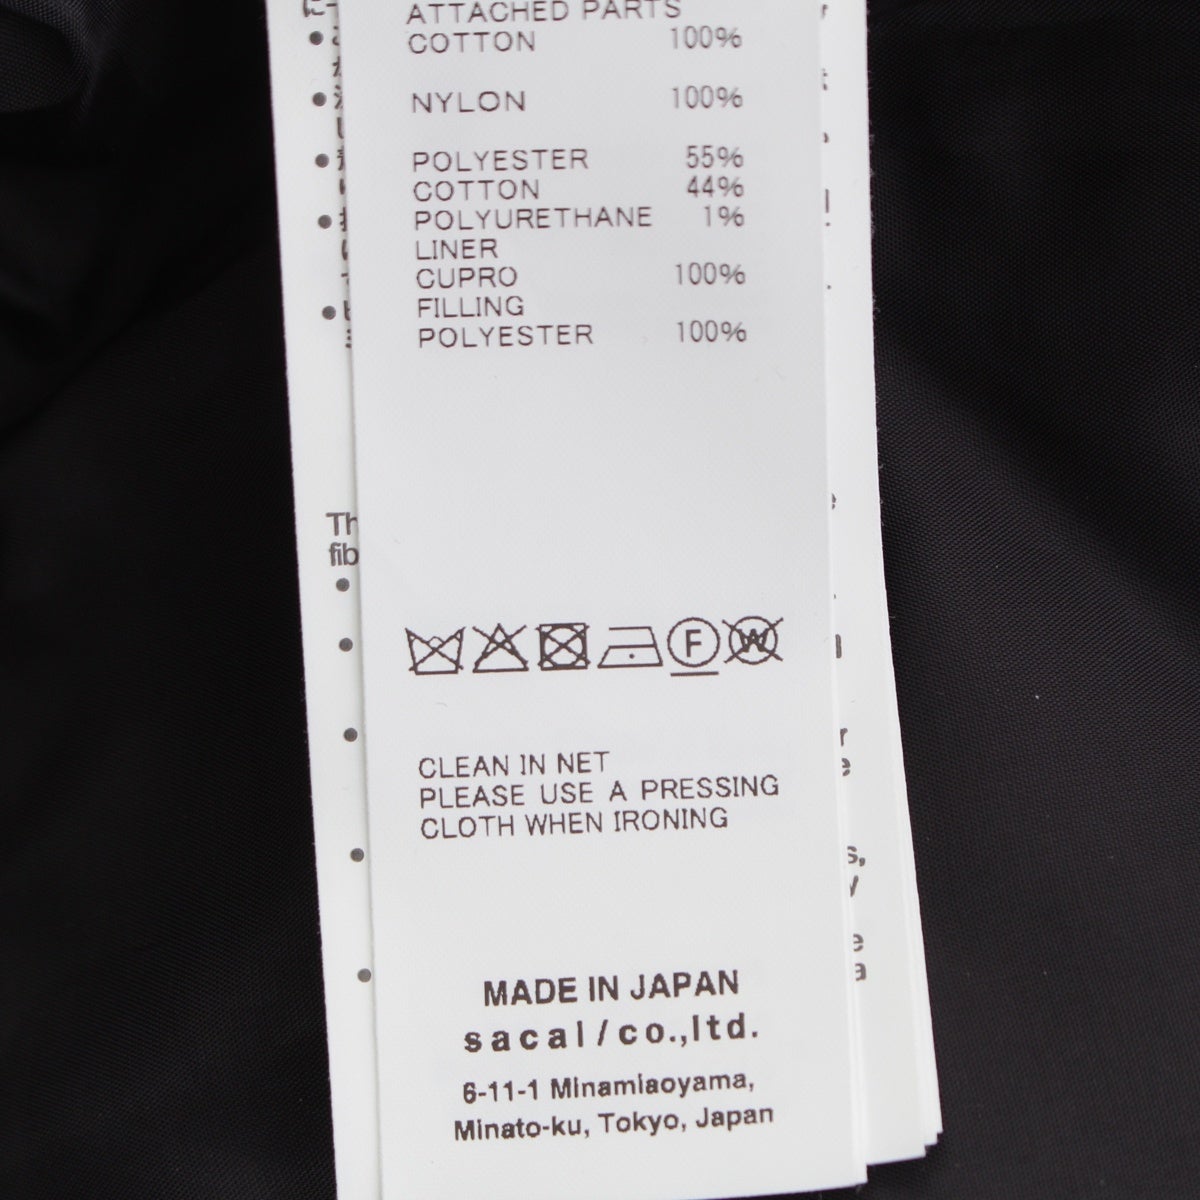 ATTACHED PARTS
COTTON 100%
NYLON 100%
POLYESTER 55%
COTTON 44%
POLYURETHANE 1%
LINER
CUPRO 100%
FILLING
POLYESTER 100%
F W
CLEAN IN NET
PLEASE USE A PRESSING
CLOTH WHEN IRONING
MADE IN JAPAN
sacai/co.,ltd.
6-11-1 Minamiaoyama,
Minato-ku, Tokyo, Japan